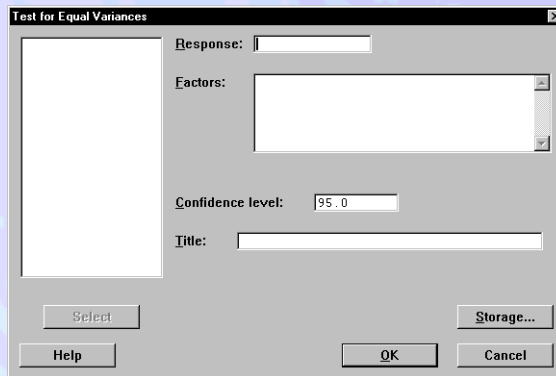 Test for Equal Variances
Response:
Factors:
Confidence level: 95.0
Title:
Select
Storage...
Help
OK
Cancel